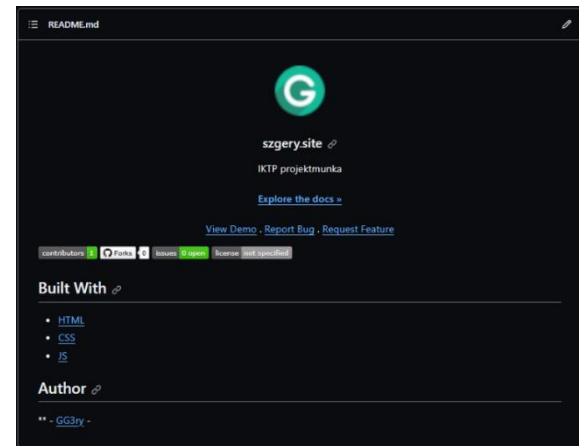 README.md
G
szgery.site
IKTP projektmunka
Explore the docs »
View Demo . Report Bug . Request Feature
contributors 1 Forks 0 issues 0 open license not specified
Built With
• HTML
• CSS
• JS
Author
** - GG3ry -